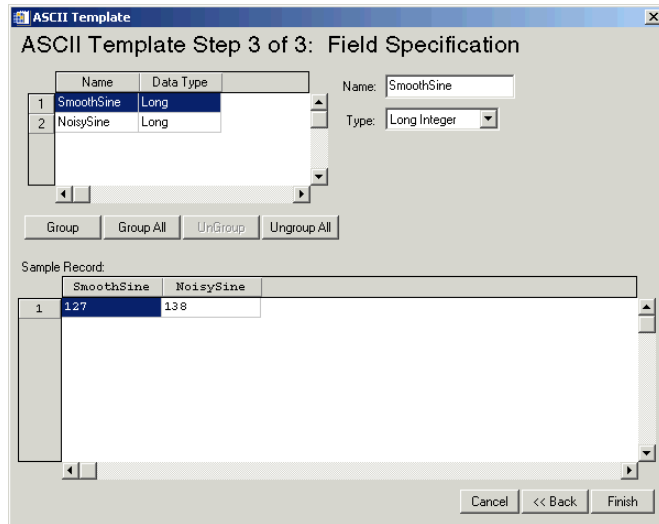 ASCII Template
ASCII Template Step 3 of 3: Field Specification
Name Data Type
1 SmoothSine Long
2 NoisySine Long
Name: SmoothSine
Type: Long Integer
Group Group All UnGroup Ungroup All
Sample Record:
SmoothSine NoisySine
1 127 138
Cancel << Back Finish